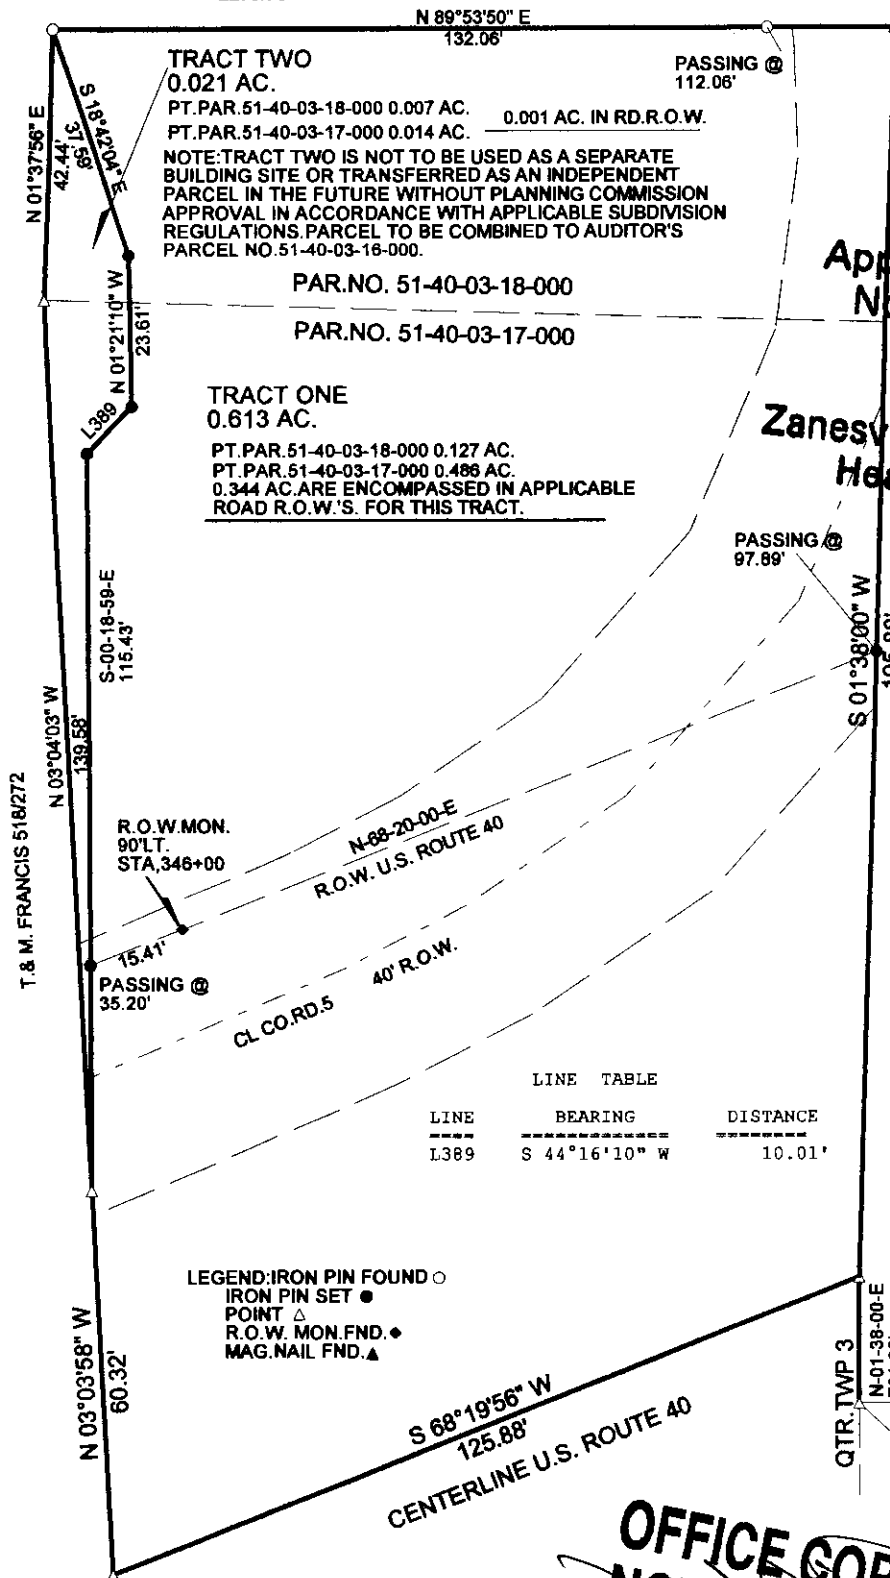 N 89°53'50" E
132.06'
TRACT TWO
0.021 AC.
PASSING @
112.06'
PT.PAR.51-40-03-18-000 0.007 AC.
PT.PAR.51-40-03-17-000 0.014 AC.
0.001 AC. IN RD.R.O.W.
NOTE:TRACT TWO IS NOT TO BE USED AS A SEPARATE
BUILDING SITE OR TRANSFERRED AS AN INDEPENDENT
PARCEL IN THE FUTURE WITHOUT PLANNING COMMISSION
APPROVAL IN ACCORDANCE WITH APPLICABLE SUBDIVISION
REGULATIONS.PARCEL TO BE COMBINED TO AUDITOR'S
PARCEL NO.51-40-03-16-000.
S 18°42'04" E
37.59'
N 01°37'56" E
42.44'
PAR.NO. 51-40-03-18-000
PAR.NO. 51-40-03-17-000
N 01°21'10" W
23.61'
L389
TRACT ONE
0.613 AC.
PT.PAR.51-40-03-18-000 0.127 AC.
PT.PAR.51-40-03-17-000 0.486 AC.
0.344 AC.ARE ENCOMPASSED IN APPLICABLE
ROAD R.O.W.'S. FOR THIS TRACT.
App
Zanesv
PASSING @
97.89'
S 01°38'00" W
S-00-18-59-E
115.43'
N 03°04'03" W
139.58'
T.& M. FRANCIS 518/272
R.O.W.MON.
90'LT.
STA,346+00
N-68-20-00-E
R.O.W. U.S. ROUTE 40
15.41'
PASSING @
35.20'
CL CO.RD.5
40' R.O.W.
LINE TABLE
LINE BEARING DISTANCE
L389 S 44°16'10" W 10.01'
LEGEND:IRON PIN FOUND ○
IRON PIN SET ●
POINT △
R.O.W. MON.FND.◆
MAG.NAIL FND.▲
N 03°03'58" W
60.32'
S 68°19'56" W
125.88'
CENTERLINE U.S. ROUTE 40
QTR.TWP 3
N-01-38-00-E
OFFICE COP